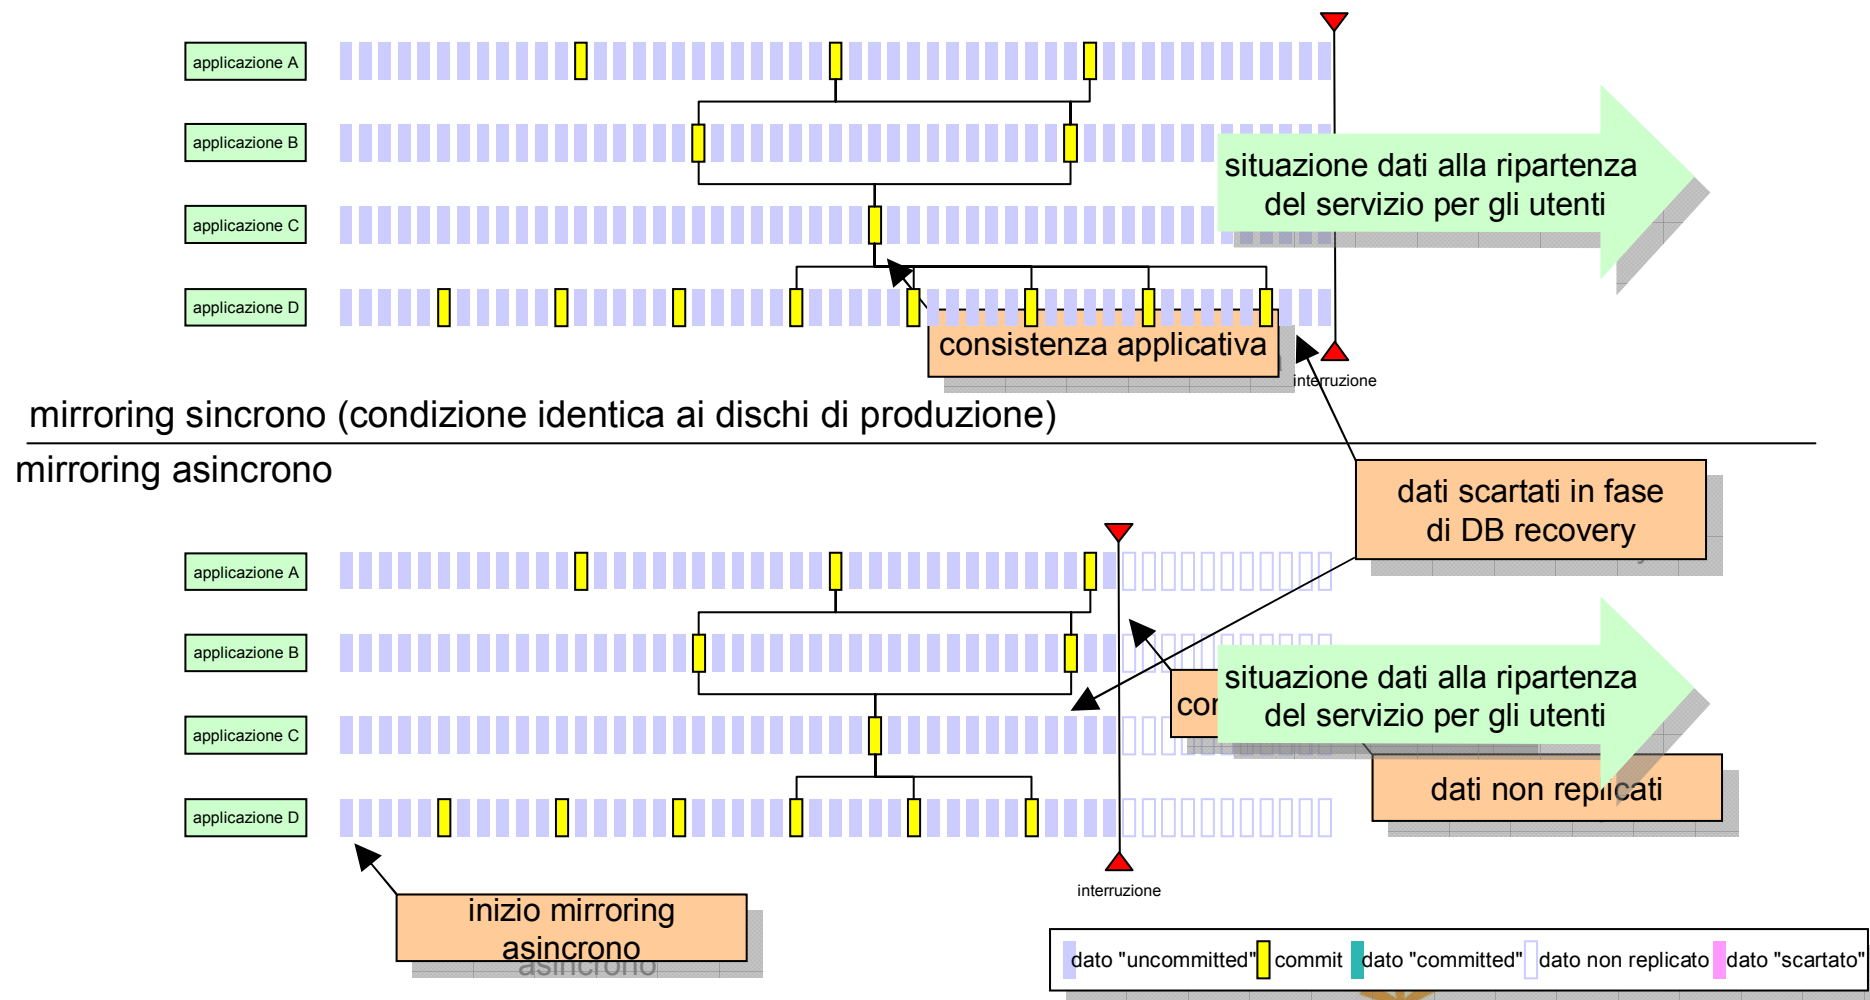 applicazione A
applicazione B
situazione dati alla ripartenza
del servizio per gli utenti
applicazione C
applicazione D
consistenza applicativa
interruzione
mirroring sincrono (condizione identica ai dischi di produzione)
mirroring asincrono
dati scartati in fase
di DB recovery
applicazione A
applicazione B
situazione dati alla ripartenza
del servizio per gli utenti
applicazione C
dati non replicati
applicazione D
interruzione
inizio mirroring
asincrono
dato "uncommitted" commit dato "committed" dato non replicato dato "scartato"